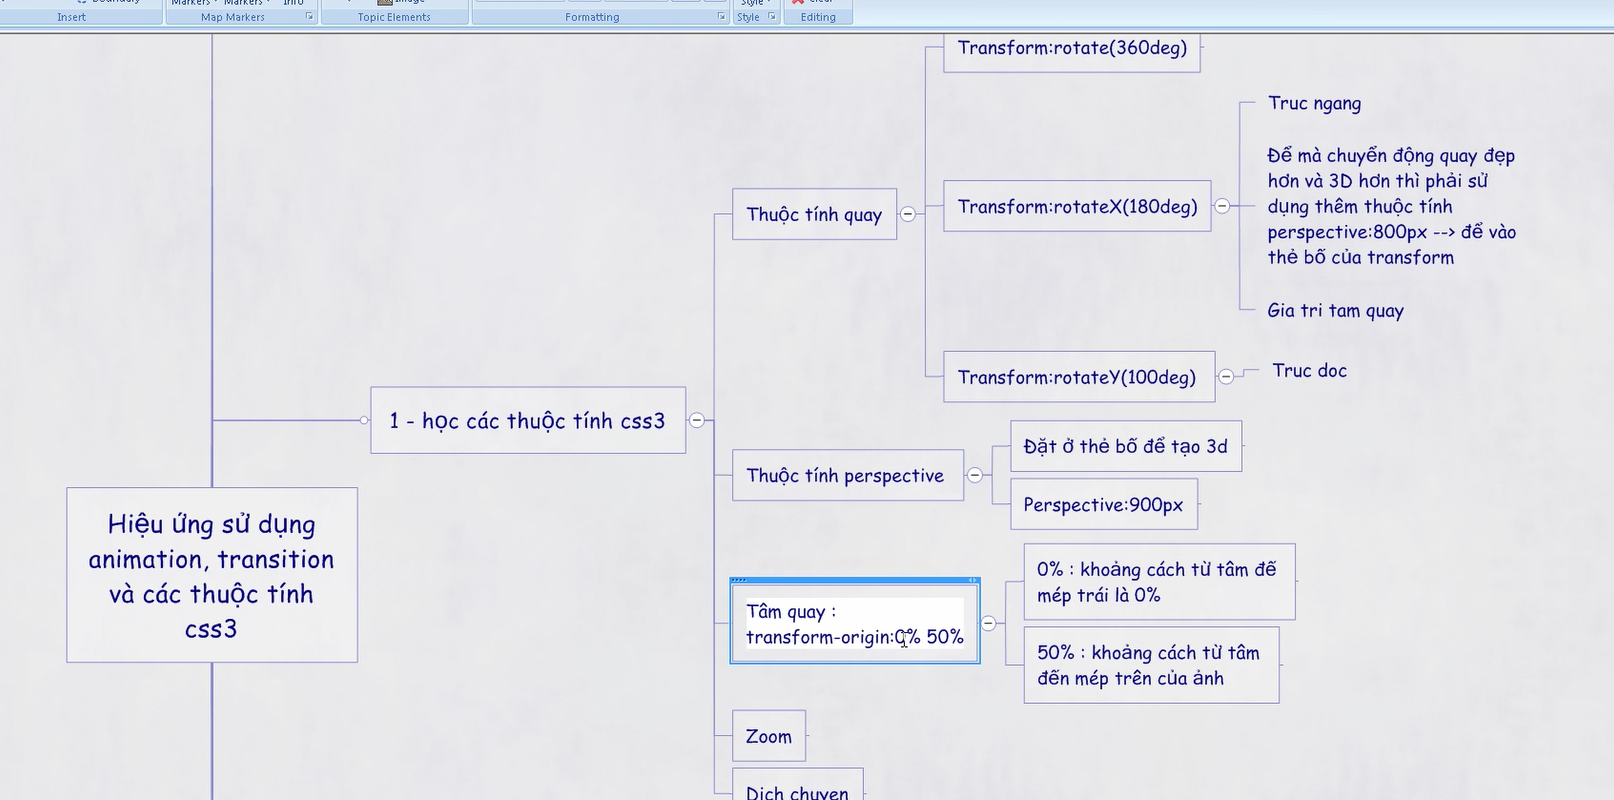 Boundary
Markers Markers Info
Image
Style
Clear
Insert
Map Markers
Topic Elements
Formatting
Style
Editing
Transform:rotate(360deg)
Truc ngang
Để mà chuyển động quay đẹp
hơn và 3D hơn thì phải sử
dụng thêm thuộc tính
perspective:800px --> để vào
thẻ bố của transform
Thuộc tính quay
Transform:rotateX(180deg)
Gia tri tam quay
Transform:rotateY(100deg)
Truc doc
1 - học các thuộc tính css3
Đặt ở thẻ bố để tạo 3d
Thuộc tính perspective
Perspective:900px
Hiệu ứng sử dụng
animation, transition
và các thuộc tính
css3
0% : khoảng cách từ tâm đế
mép trái là 0%
Tâm quay :
transform-origin:0% 50%
50% : khoảng cách từ tâm
đến mép trên của ảnh
Zoom
Dich chuyen